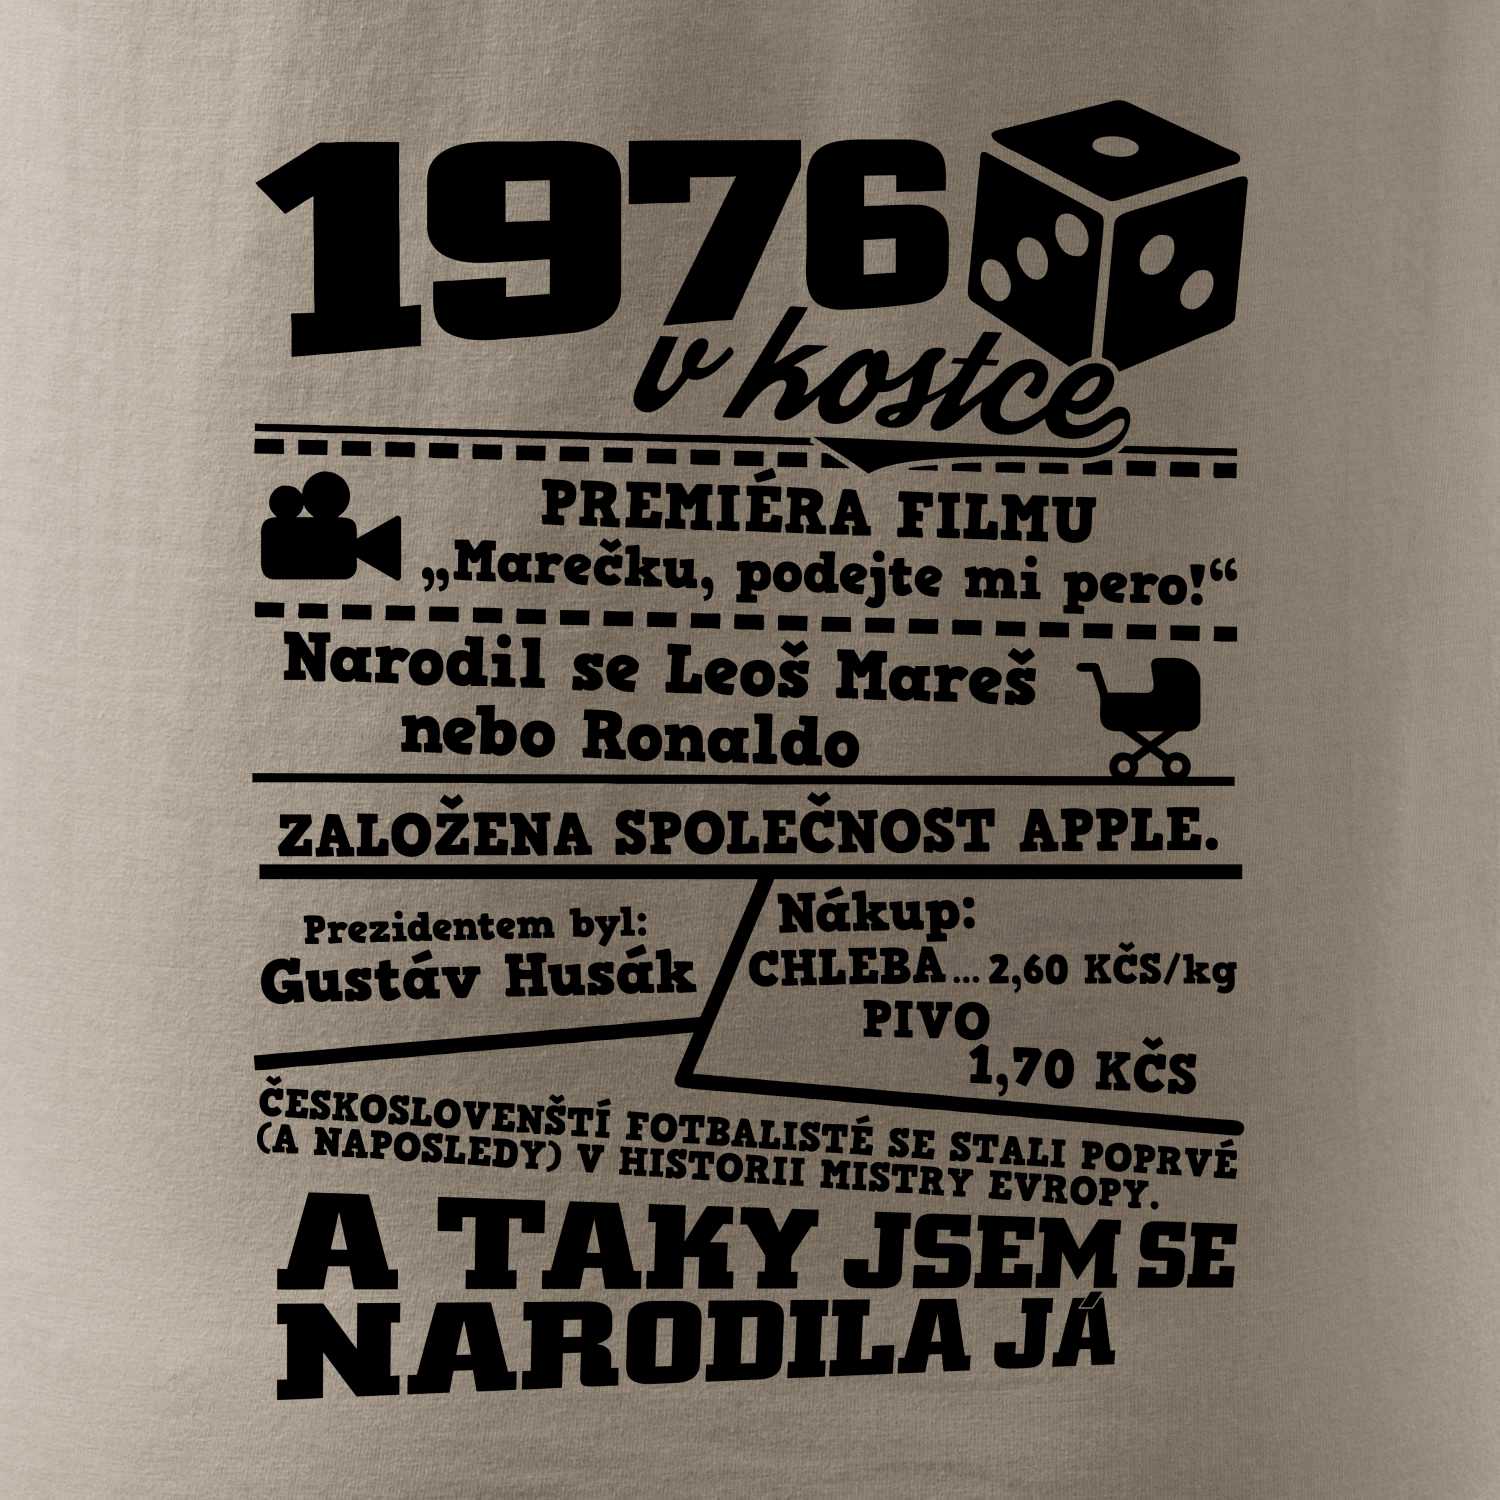 1976
v kostce
PREMIÉRA FILMU
„Marečku, podejte mi pero!“
Narodil se Leoš Mareš
nebo Ronaldo
ZALOŽENA SPOLEČNOST APPLE.
Prezidentem byl:
Gustáv Husák
Nákup:
CHLEBA... 2,60 KČS/kg
PIVO
1,70 KČS
ČESKOSLOVENŠTÍ FOTBALISTÉ SE STALI POPRVÉ
(A NAPOSLEDY) V HISTORII MISTRY EVROPY.
A TAKY JSEM SE
NARODILA JÁ